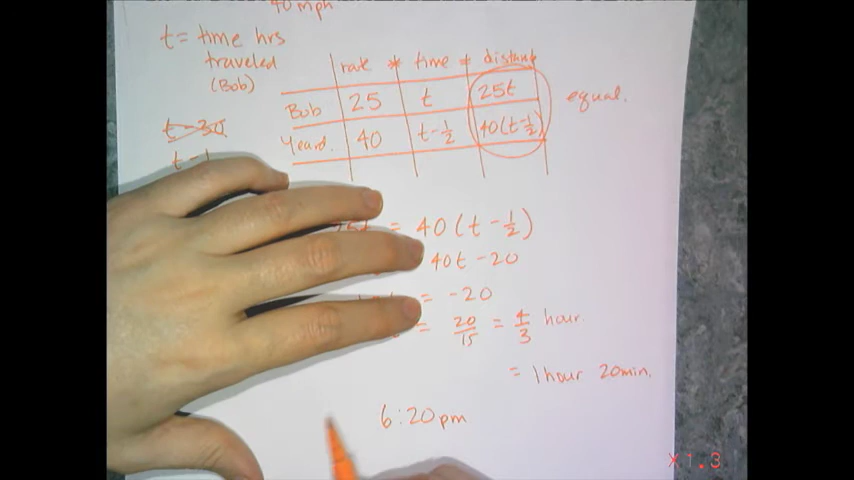 40 mph
t = time hrs
traveled
(Bob)
rate * time = distance
Bob 25 t 25t
equal.
t - 30
Yeard. 40 t - 1/2 40(t - 1/2)
t - 1
= 40(t - 1/2)
40t - 20
= -20
= 20/15 = 4/3 hour.
= 1 hour 20 min.
6:20 pm
×1.3